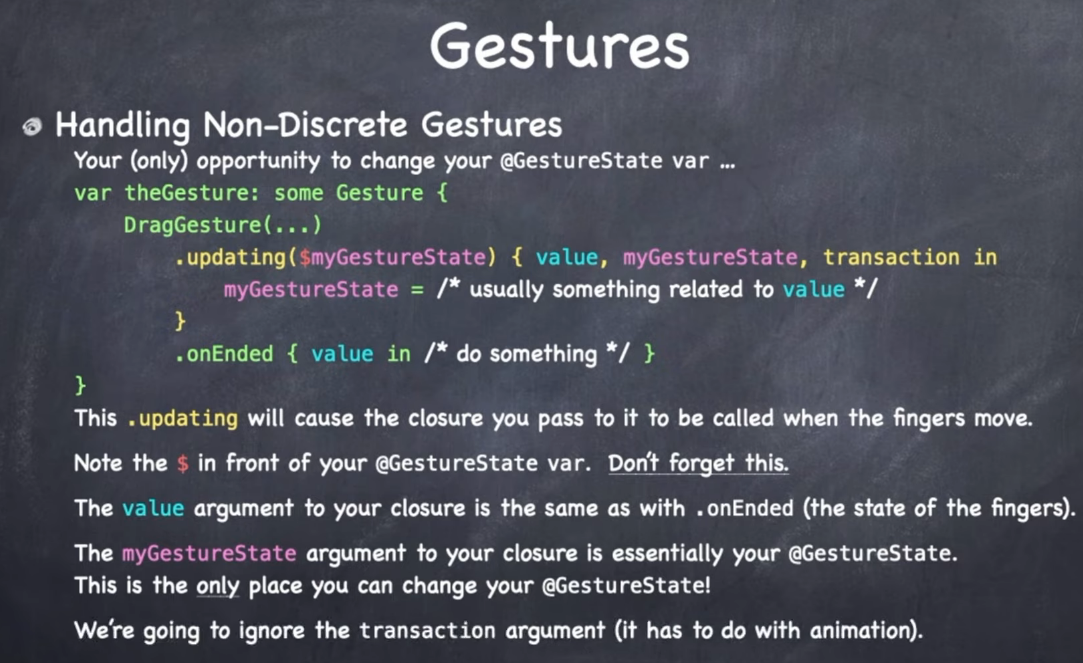 Gestures
Handling Non-Discrete Gestures
Your (only) opportunity to change your @GestureState var ...
var theGesture: some Gesture {
    DragGesture(...)
        .updating($myGestureState) { value, myGestureState, transaction in
            myGestureState = /* usually something related to value */
        }
        .onEnded { value in /* do something */ }
}
This .updating will cause the closure you pass to it to be called when the fingers move.
Note the $ in front of your @GestureState var. Don't forget this.
The value argument to your closure is the same as with .onEnded (the state of the fingers).
The myGestureState argument to your closure is essentially your @GestureState.
This is the only place you can change your @GestureState!
We're going to ignore the transaction argument (it has to do with animation).